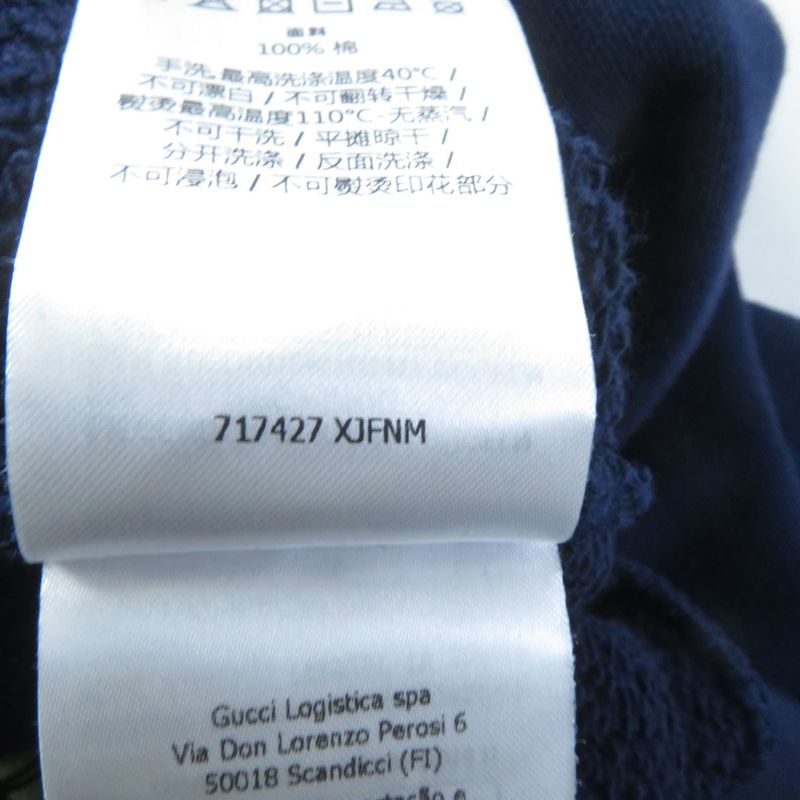 面料
100% 棉
手洗,最高洗涤温度40°C /
不可漂白 / 不可翻转干燥 /
熨烫最高温度110°C-无蒸汽 /
不可干洗 / 平摊晾干 /
分开洗涤 / 反面洗涤 /
不可浸泡 / 不可熨烫印花部分
717427 XJFNM
Gucci Logistica spa
Via Don Lorenzo Perosi 6
50018 Scandicci (FI)